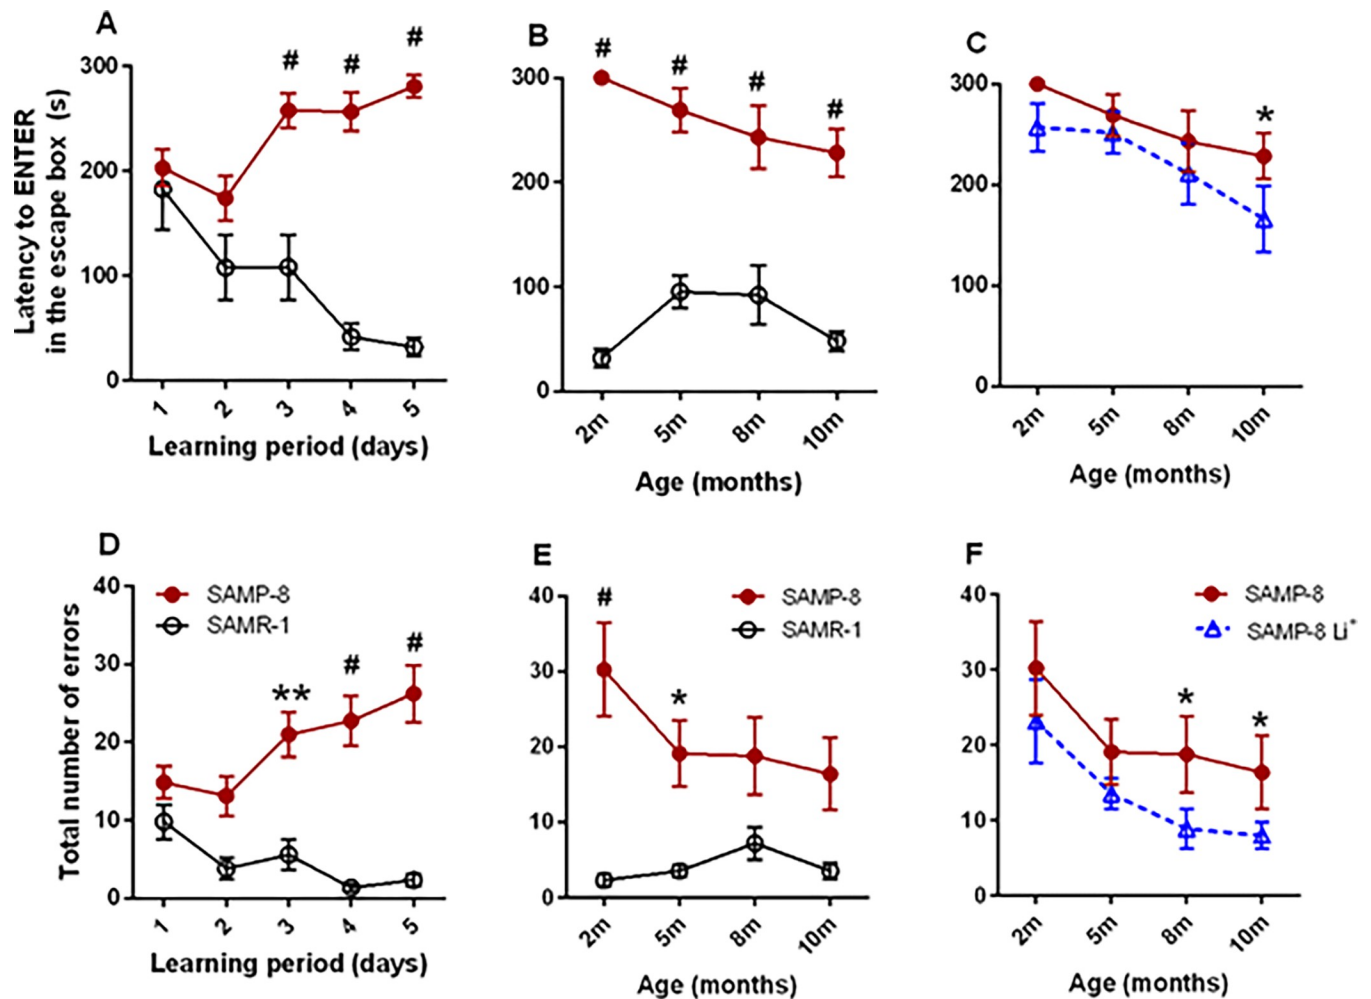 A
Latency to ENTER
in the escape box (s)
300
200
100
0
# # #
1 2 3 4 5
Learning period (days)
B
300
200
100
0
# # # #
2m 5m 8m 10m
Age (months)
C
300
200
100
0
*
2m 5m 8m 10m
Age (months)
D
Total number of errors
40
30
20
10
0
SAMP-8
SAMR-1
** # #
1 2 3 4 5
Learning period (days)
E
40
30
20
10
0
SAMP-8
SAMR-1
# *
2m 5m 8m 10m
Age (months)
F
40
30
20
10
0
SAMP-8
SAMP-8 Li+
* *
2m 5m 8m 10m
Age (months)